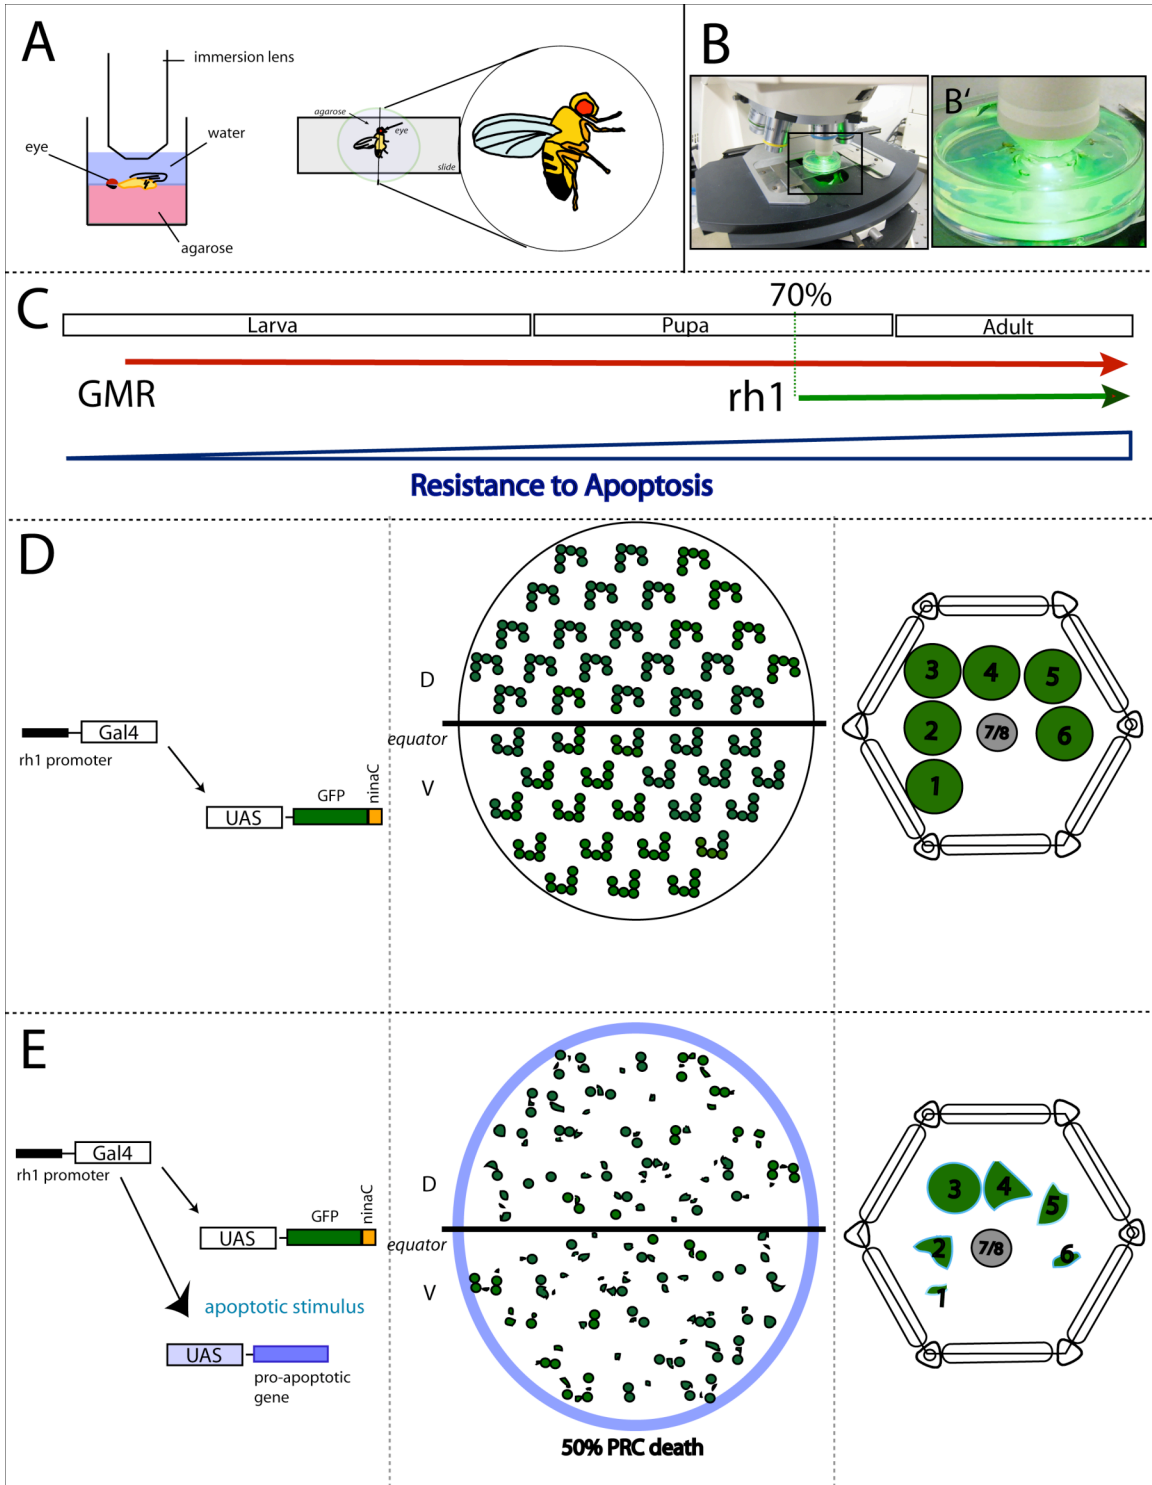 A
immersion lens
water
eye
agarose
agarose
eye
slide
B
B'
C
70%
Larva
Pupa
Adult
GMR
rh1
Resistance to Apoptosis
D
Gal4
rh1 promoter
UAS
GFP
ninaC
D
equator
V
3
4
5
2
7/8
6
1
E
Gal4
rh1 promoter
UAS
GFP
ninaC
apoptotic stimulus
UAS
pro-apoptotic
gene
D
equator
V
50% PRC death
3
4
5
2
7/8
6
1